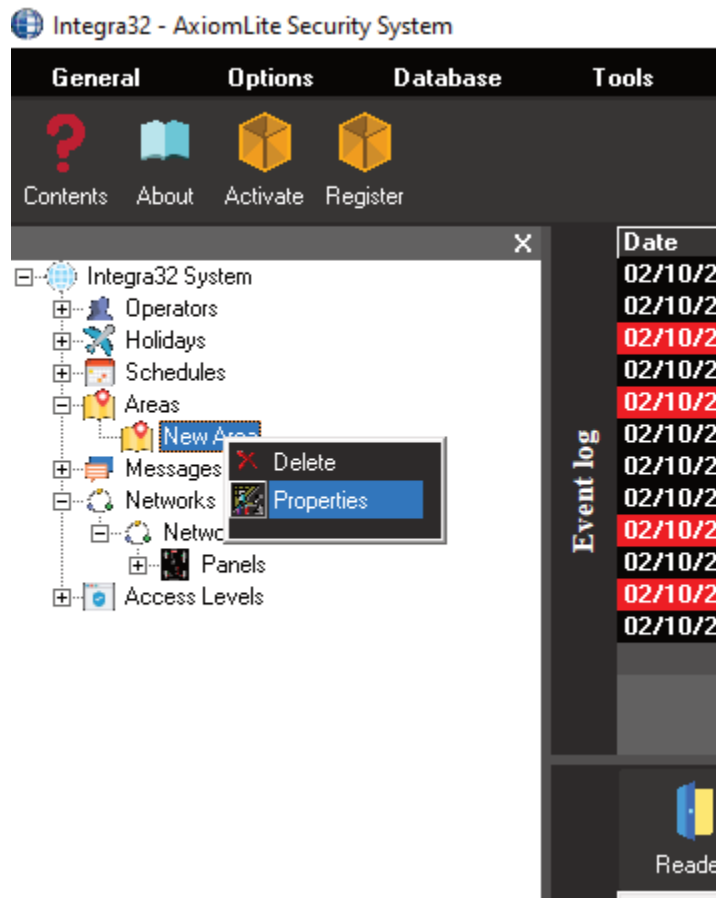 Integra32 - AxiomLite Security System
General Options Database Tools
Contents About Activate Register
X
Date
Integra32 System
Operators
Holidays
Schedules
Areas
New Area
Delete
Messages
Properties
Networks
Panels
Access Levels
Event log
02/10/2
02/10/2
02/10/2
02/10/2
02/10/2
02/10/2
02/10/2
02/10/2
02/10/2
02/10/2
02/10/2
02/10/2